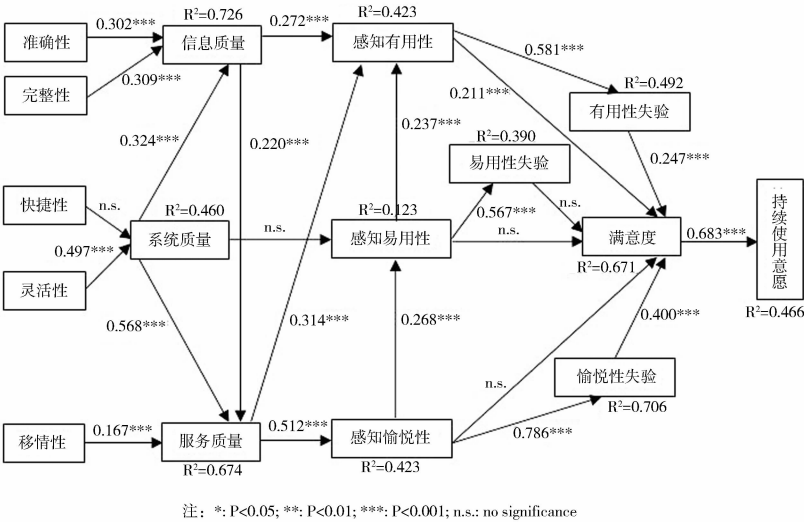 R²=0.726
R²=0.423
准确性
0.302***
信息质量
0.272***
感知有用性
0.581***
R²=0.492
完整性
0.309***
0.211***
有用性失验
0.324***
0.220***
0.237***
R²=0.390
易用性失验
0.247***
快捷性
n.s.
R²=0.460
R²=0.123
0.567***
n.s.
系统质量
n.s.
感知易用性
n.s.
满意度
0.683***
持续使用意愿
0.497***
灵活性
R²=0.671
R²=0.466
0.568***
0.314***
0.268***
0.400***
n.s.
愉悦性失验
R²=0.706
移情性
0.167***
服务质量
0.512***
感知愉悦性
0.786***
R²=0.674
R²=0.423
注: *: P<0.05; **: P<0.01; ***: P<0.001; n.s.: no significance